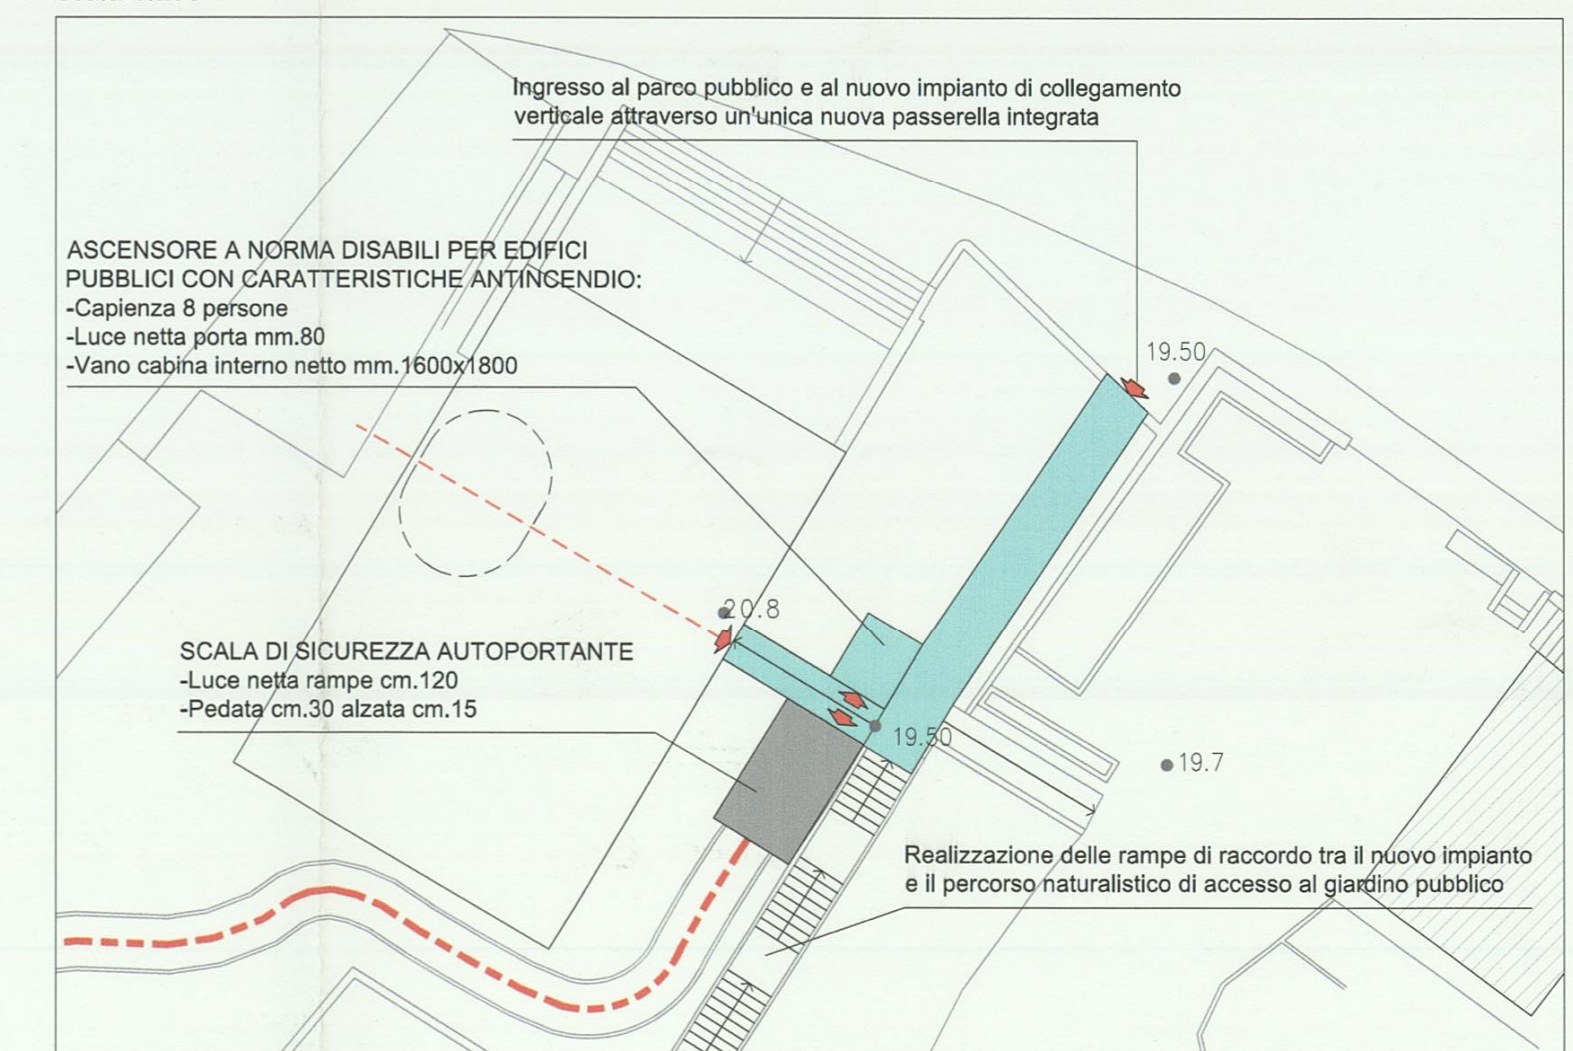 Ingresso al parco pubblico e al nuovo impianto di collegamento
verticale attraverso un'unica nuova passerella integrata
ASCENSORE A NORMA DISABILI PER EDIFICI
PUBBLICI CON CARATTERISTICHE ANTINCENDIO:
-Capienza 8 persone
-Luce netta porta mm.80
-Vano cabina interno netto mm.1600x1800
19.50
20.8
SCALA DI SICUREZZA AUTOPORTANTE
-Luce netta rampe cm.120
-Pedata cm.30 alzata cm.15
19.50
19.7
Realizzazione delle rampe di raccordo tra il nuovo impianto
e il percorso naturalistico di accesso al giardino pubblico